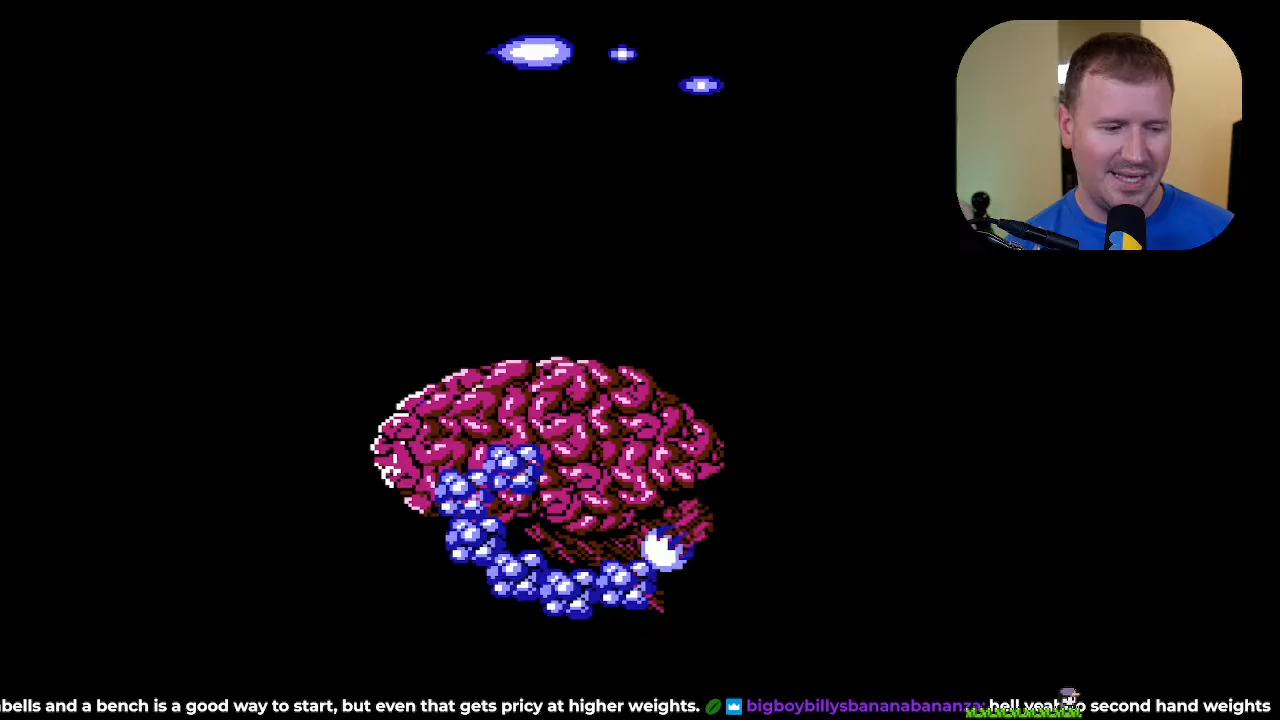 bells and a bench is a good way to start, but even that gets pricy at higher weights. bigboybillysbananabananza: hell yeah second hand weights